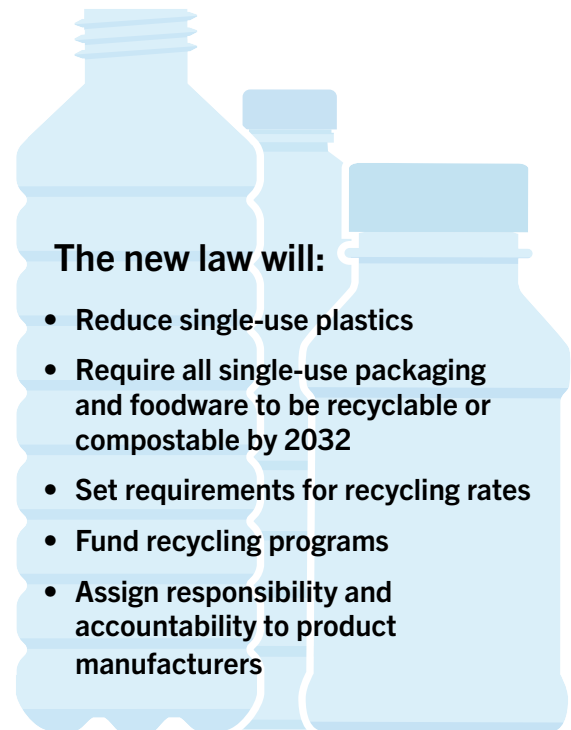 The new law will:
• Reduce single-use plastics
• Require all single-use packaging
and foodware to be recyclable or
compostable by 2032
• Set requirements for recycling rates
• Fund recycling programs
• Assign responsibility and
accountability to product
manufacturers